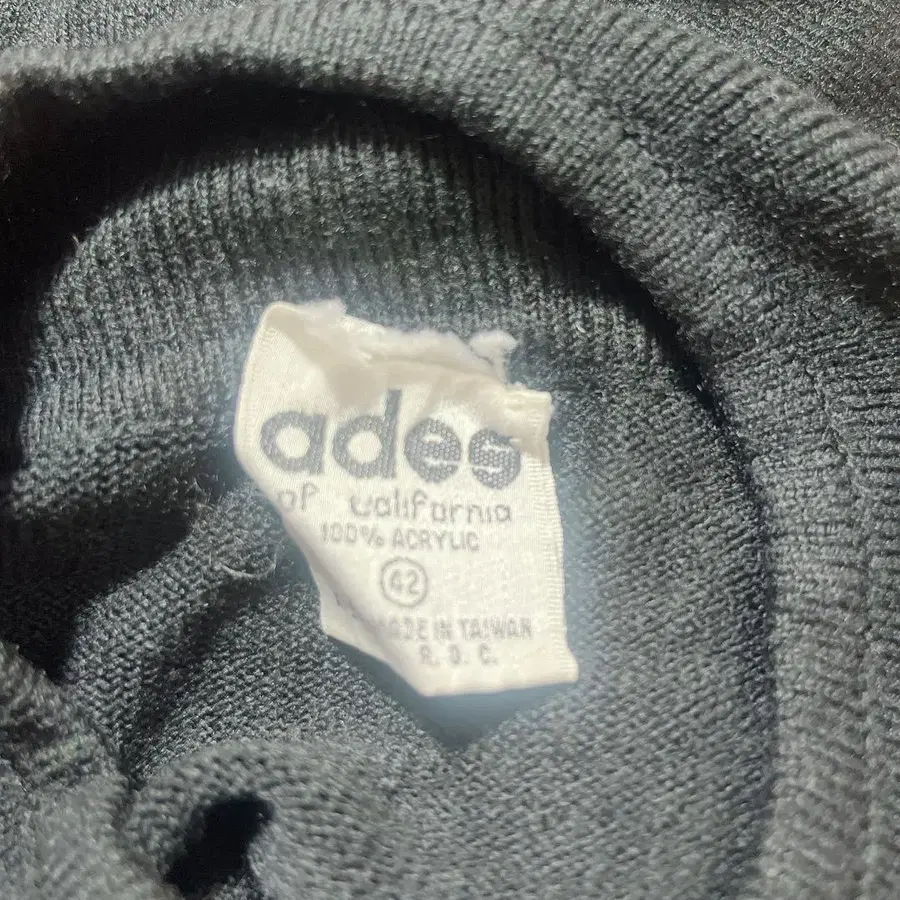 ades
of California
100% ACRYLIC
42
MADE IN TAIWAN
R. O. C.